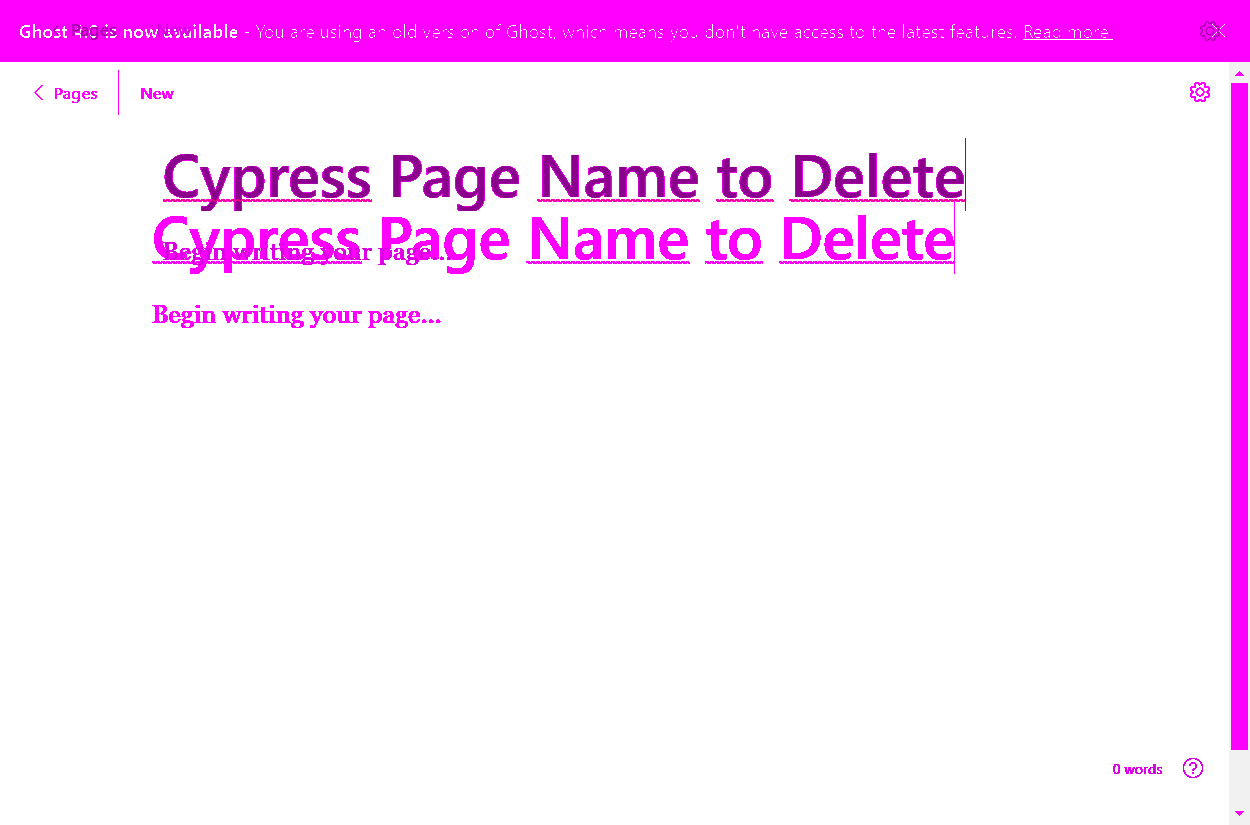 Ghost 4.0 is now available - You are using an old version of Ghost, which means you don't have access to the latest features. Read more
Pages New
Pages New
Cypress Page Name to Delete
Cypress Page Name to Delete
Begin writing your page...
Begin writing your page...
0 words